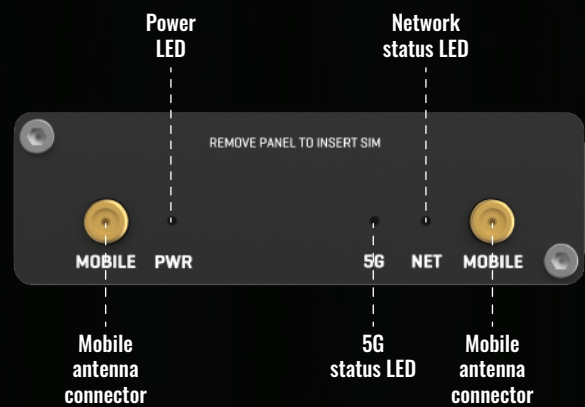 Power
LED
Network
status LED
REMOVE PANEL TO INSERT SIM
MOBILE
PWR
5G
NET
MOBILE
Mobile
antenna
connector
5G
status LED
Mobile
antenna
connector